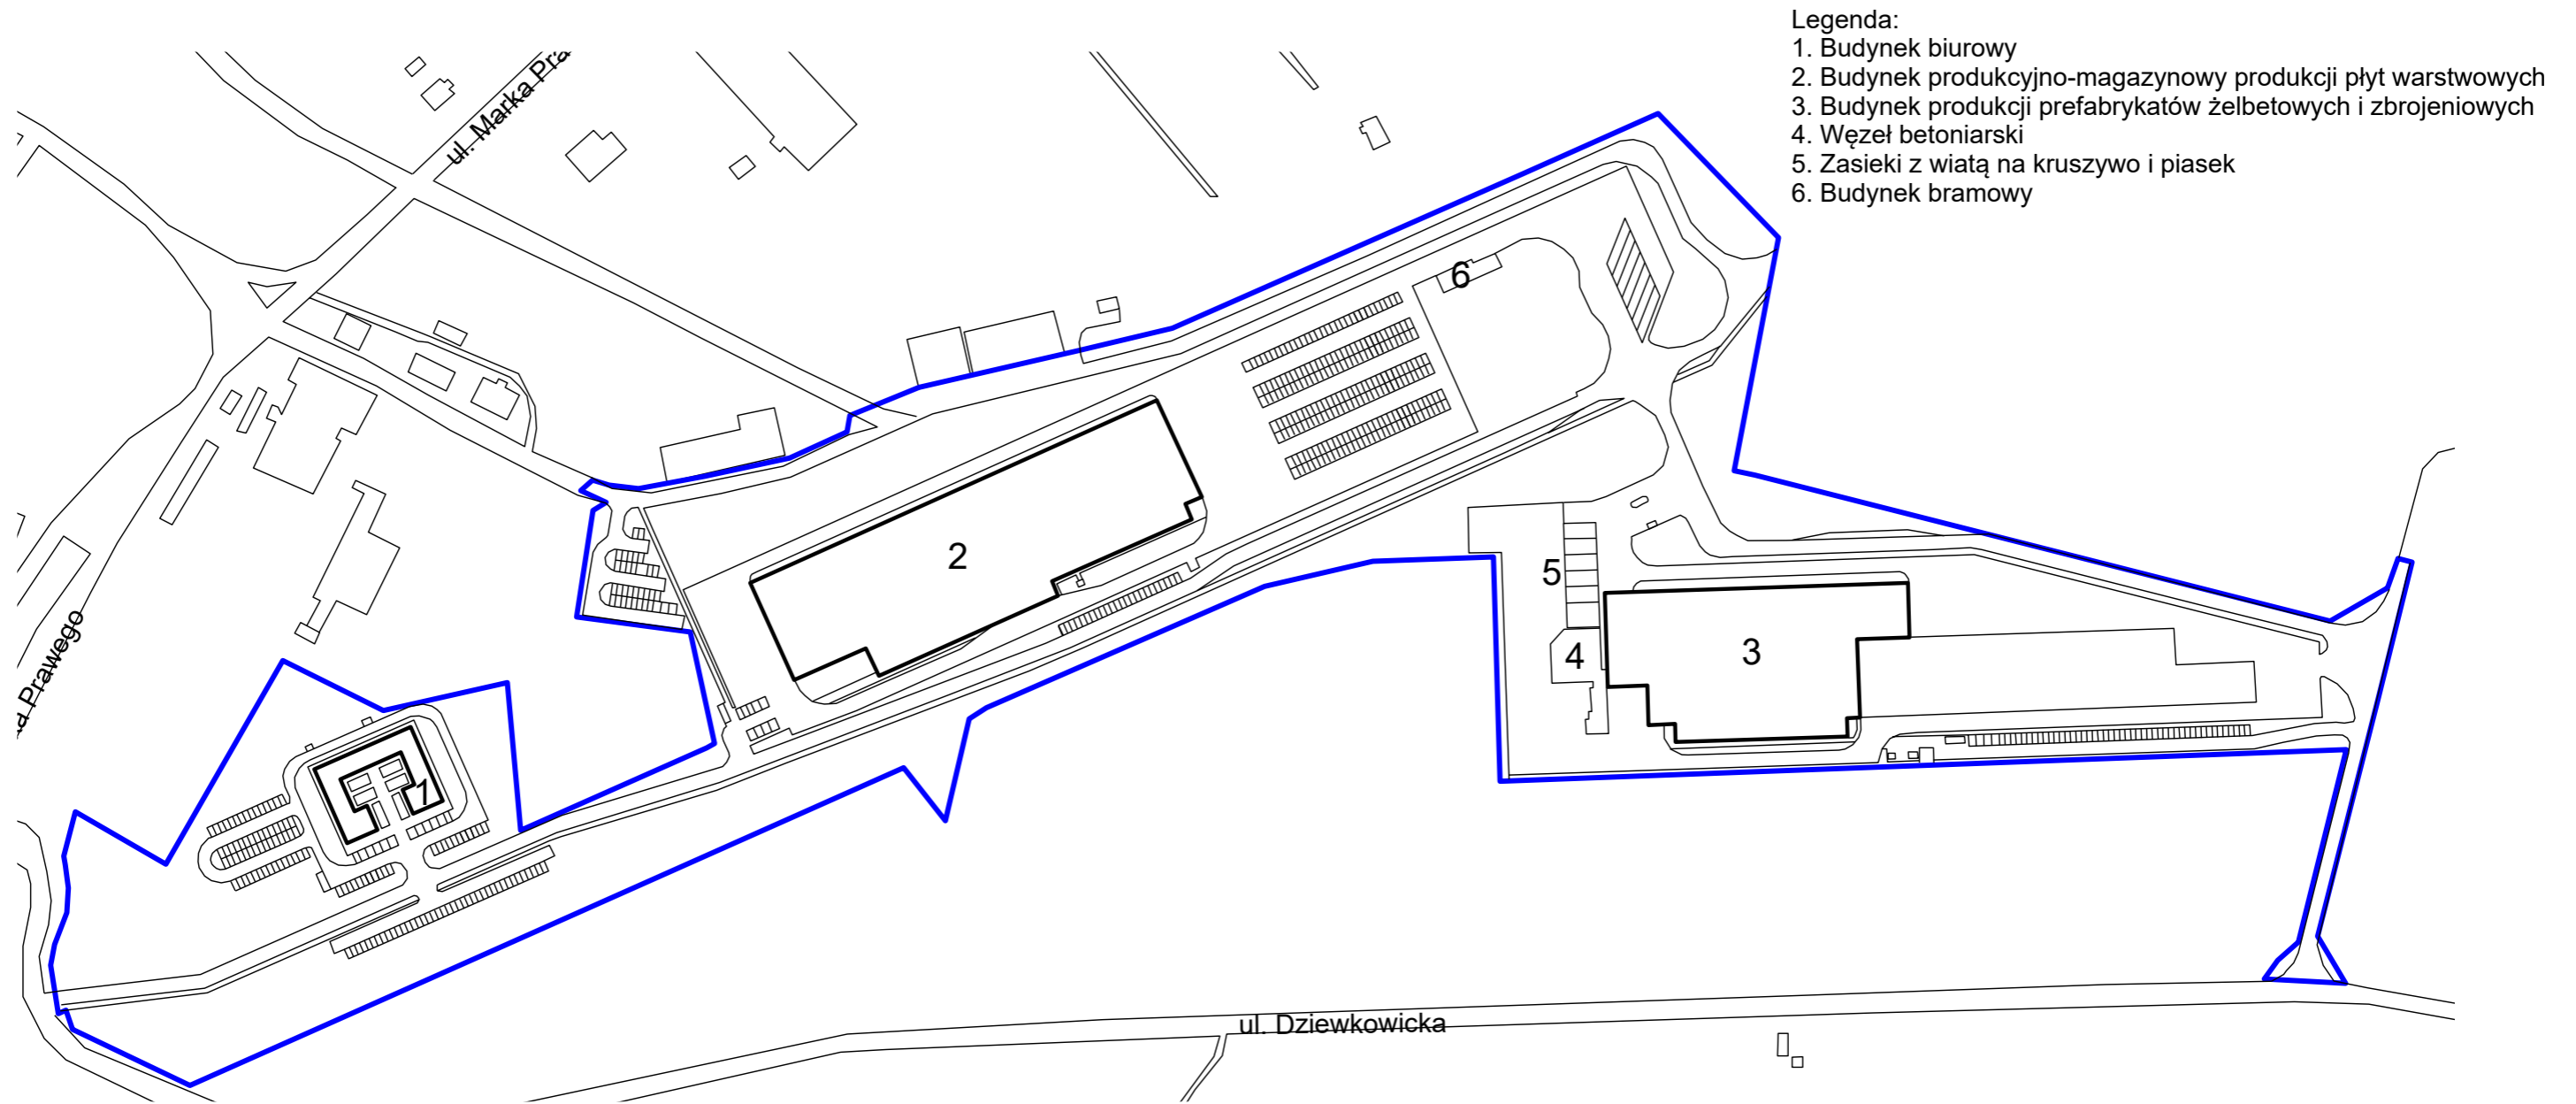 Legenda:
1. Budynek biurowy
2. Budynek produkcyjno-magazynowy produkcji płyt warstwowych
3. Budynek produkcji prefabrykatów żelbetowych i zbrojeniowych
4. Węzeł betoniarski
5. Zasieki z wiatą na kruszywo i piasek
6. Budynek bramowy
ul. Marka Pra
6
2
5
4
3
a Prawego
1
ul. Dziewkowicka